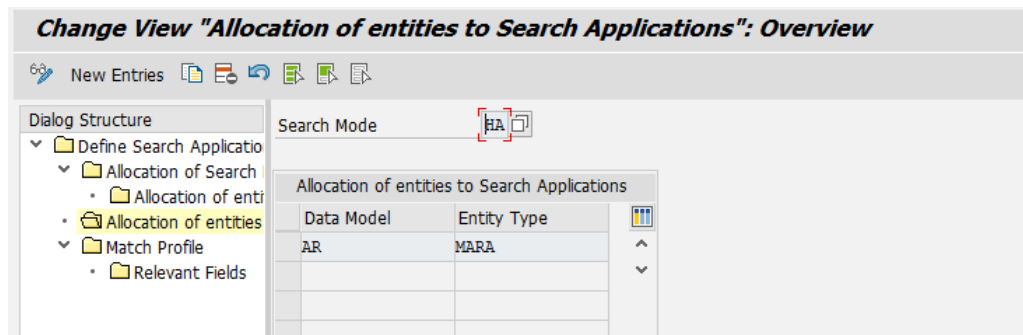 Change View "Allocation of entities to Search Applications": Overview
New Entries
Dialog Structure
Define Search Applicatio
Allocation of Search
Allocation of enti
Allocation of entities
Match Profile
Relevant Fields
Search Mode HA
Allocation of entities to Search Applications
Data Model Entity Type
AR MARA